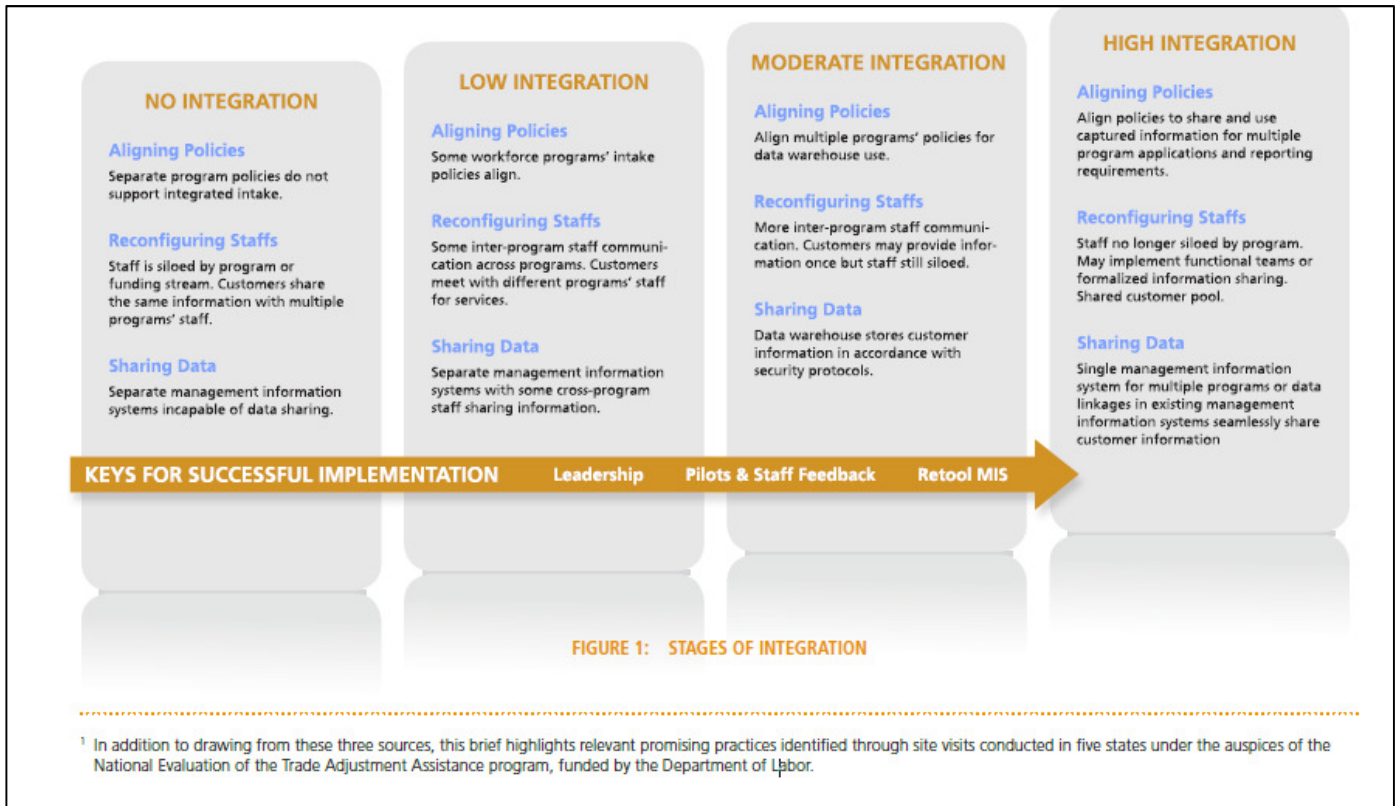 NO INTEGRATION
Aligning Policies
Separate program policies do not
support integrated intake.
Reconfiguring Staffs
Staff is siloed by program or
funding stream. Customers share
the same information with multiple
programs' staff.
Sharing Data
Separate management information
systems incapable of data sharing.
LOW INTEGRATION
Aligning Policies
Some workforce programs' intake
policies align.
Reconfiguring Staffs
Some inter-program staff communi-
cation across programs. Customers
meet with different programs' staff
for services.
Sharing Data
Separate management information
systems with some cross-program
staff sharing information.
MODERATE INTEGRATION
Aligning Policies
Align multiple programs' policies for
data warehouse use.
Reconfiguring Staffs
More inter-program staff communi-
cation. Customers may provide infor-
mation once but staff still siloed.
Sharing Data
Data warehouse stores customer
information in accordance with
security protocols.
HIGH INTEGRATION
Aligning Policies
Align policies to share and use
captured information for multiple
program applications and reporting
requirements.
Reconfiguring Staffs
Staff no longer siloed by program.
May implement functional teams or
formalized information sharing.
Shared customer pool.
Sharing Data
Single management information
system for multiple programs or data
linkages in existing management
information systems seamlessly share
customer information
KEYS FOR SUCCESSFUL IMPLEMENTATION Leadership Pilots & Staff Feedback Retool MIS
FIGURE 1: STAGES OF INTEGRATION
1 In addition to drawing from these three sources, this brief highlights relevant promising practices identified through site visits conducted in five states under the auspices of the
National Evaluation of the Trade Adjustment Assistance program, funded by the Department of Labor.